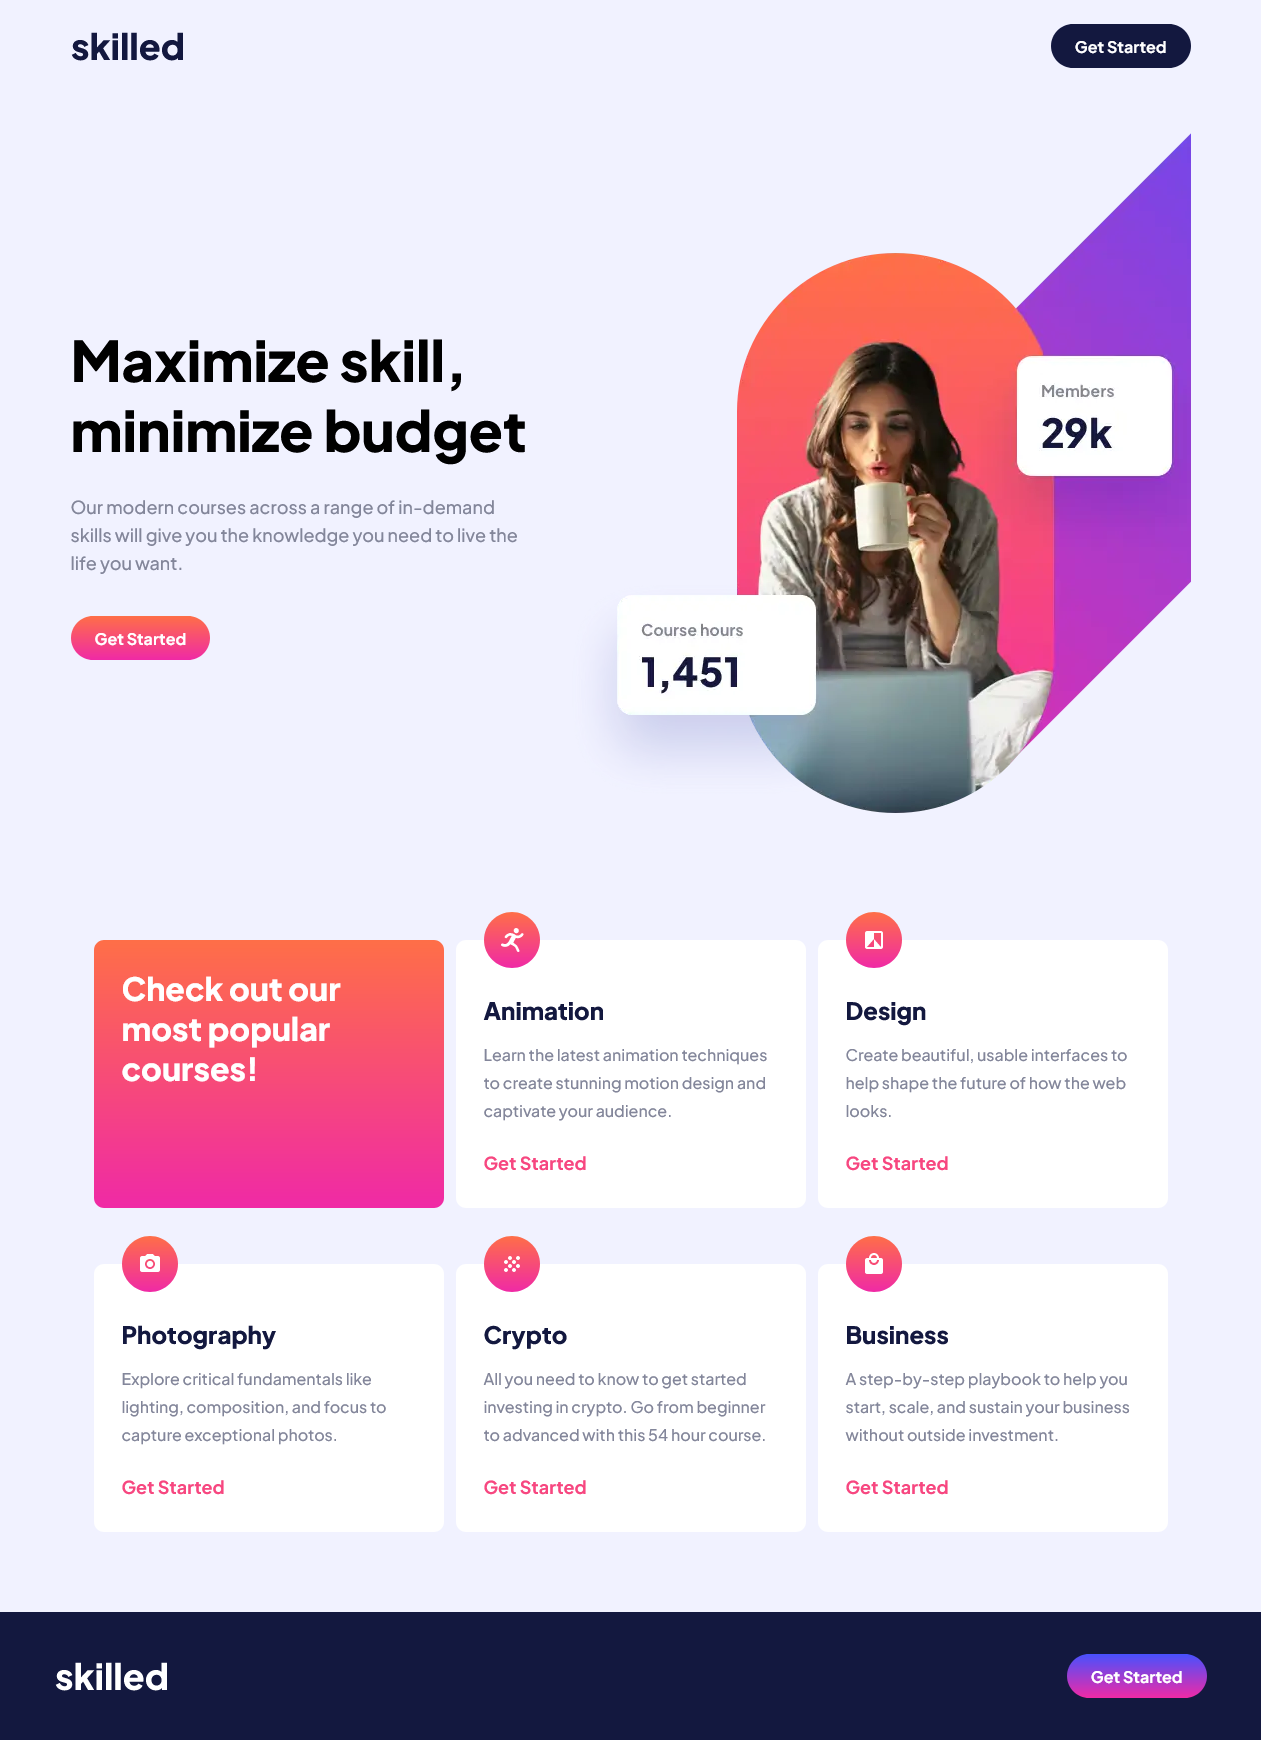 skilled
Get Started
Maximize skill,
minimize budget
Our modern courses across a range of in-demand
skills will give you the knowledge you need to live the
life you want.
Get Started
Members
29k
Course hours
1,451
Check out our
most popular
courses!
Animation
Learn the latest animation techniques
to create stunning motion design and
captivate your audience.
Get Started
Design
Create beautiful, usable interfaces to
help shape the future of how the web
looks.
Get Started
Photography
Explore critical fundamentals like
lighting, composition, and focus to
capture exceptional photos.
Get Started
Crypto
All you need to know to get started
investing in crypto. Go from beginner
to advanced with this 54 hour course.
Get Started
Business
A step-by-step playbook to help you
start, scale, and sustain your business
without outside investment.
Get Started
skilled
Get Started